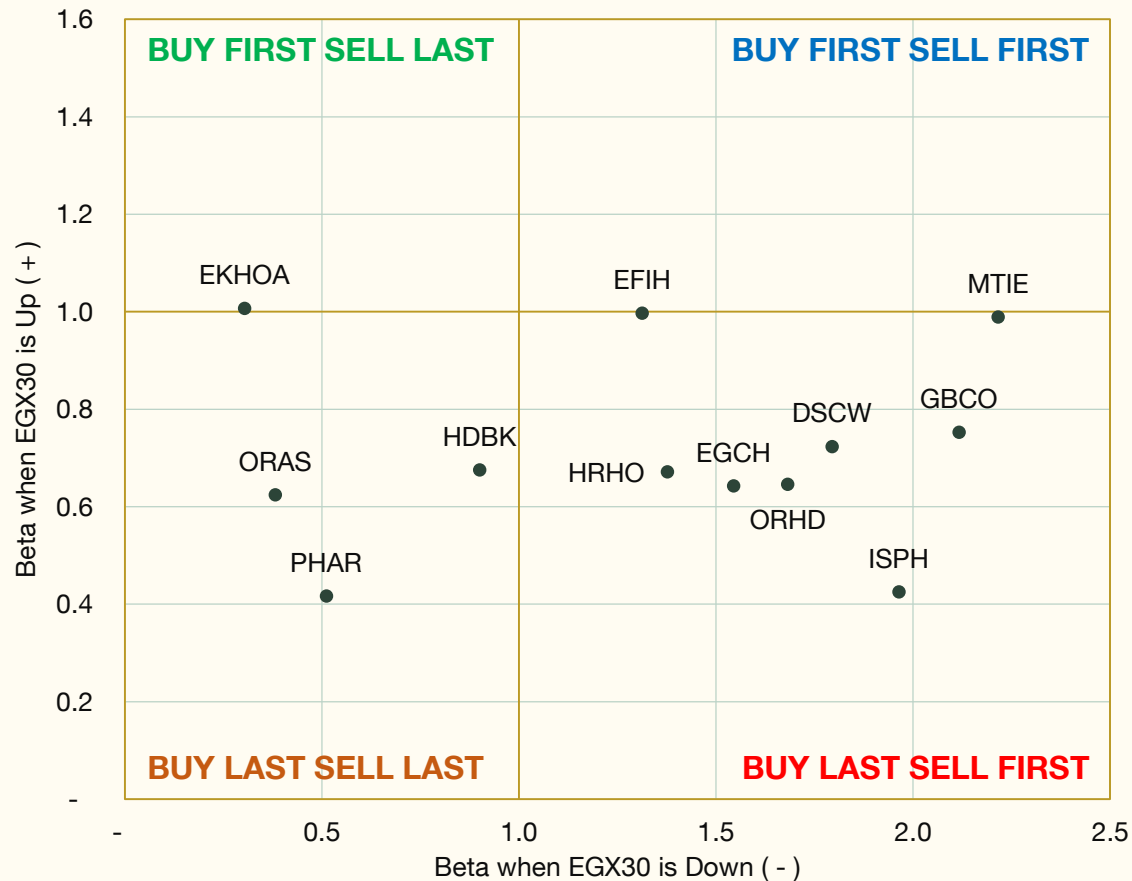 1.6
BUY FIRST SELL LAST
BUY FIRST SELL FIRST
1.4
1.2
EKHOA
EFIH
MTIE
1.0
Beta when EGX30 is Up ( + )
0.8
GBCO
DSCW
HDBK
EGCH
ORAS
HRHO
0.6
ORHD
PHAR
ISPH
0.4
0.2
BUY LAST SELL LAST
BUY LAST SELL FIRST
-
- 0.5 1.0 1.5 2.0 2.5
Beta when EGX30 is Down ( - )